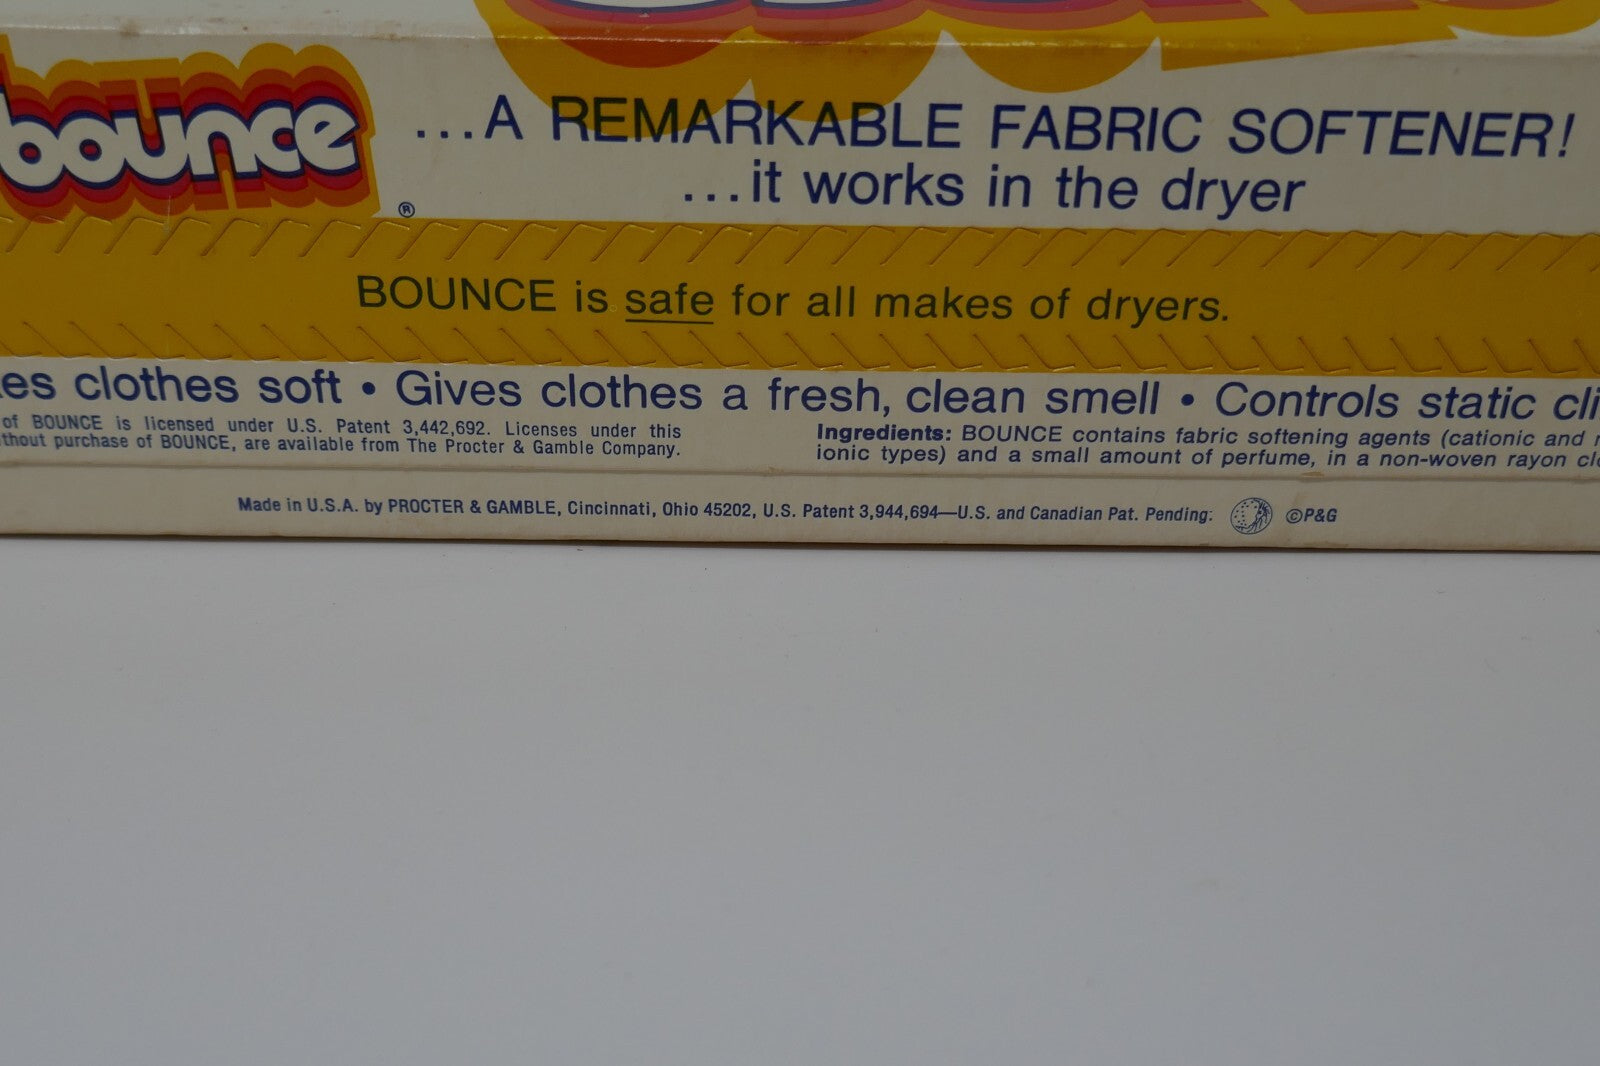 bounce ®
...A REMARKABLE FABRIC SOFTENER!
...it works in the dryer
BOUNCE is safe for all makes of dryers.
es clothes soft • Gives clothes a fresh, clean smell • Controls static cli
of BOUNCE is licensed under U.S. Patent 3,442,692. Licenses under this
thout purchase of BOUNCE, are available from The Procter & Gamble Company.
Ingredients: BOUNCE contains fabric softening agents (cationic and n
ionic types) and a small amount of perfume, in a non-woven rayon clo
Made in U.S.A. by PROCTER & GAMBLE, Cincinnati, Ohio 45202, U.S. Patent 3,944,694—U.S. and Canadian Pat. Pending. ©P&G